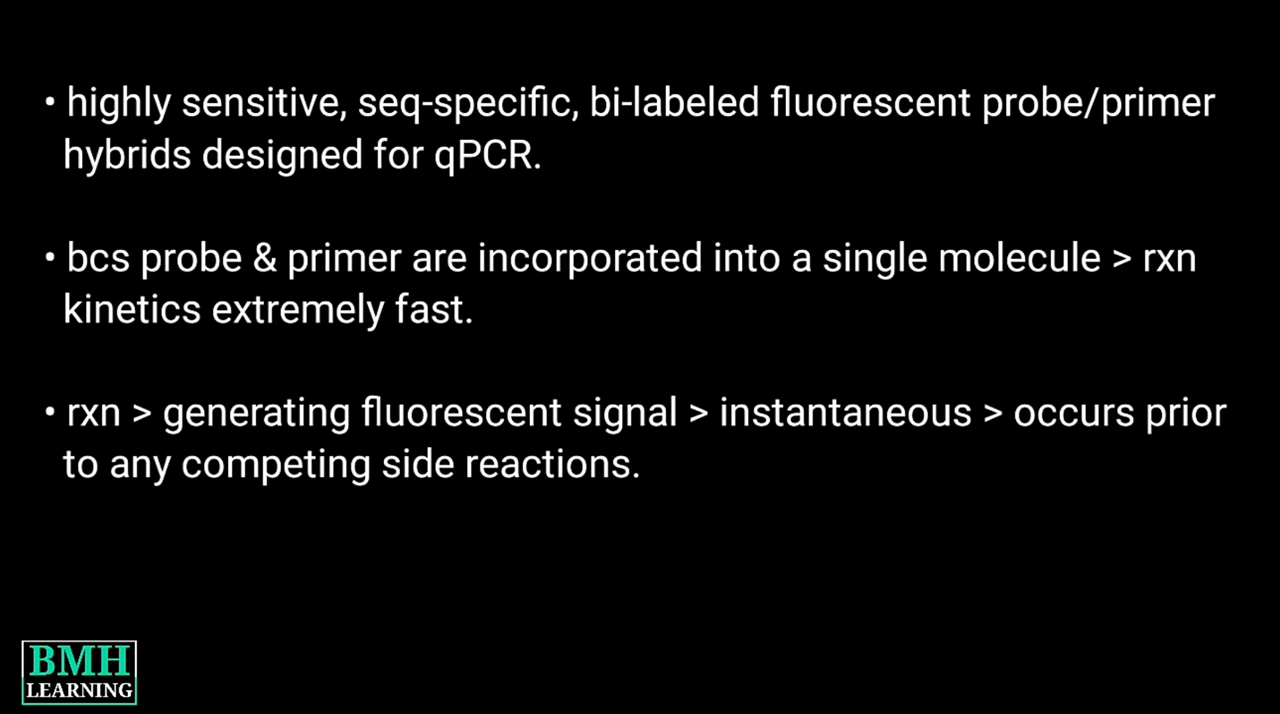 • highly sensitive, seq-specific, bi-labeled fluorescent probe/primer
hybrids designed for qPCR.
• bcs probe & primer are incorporated into a single molecule > rxn
kinetics extremely fast.
• rxn > generating fluorescent signal > instantaneous > occurs prior
to any competing side reactions.
BMH
LEARNING